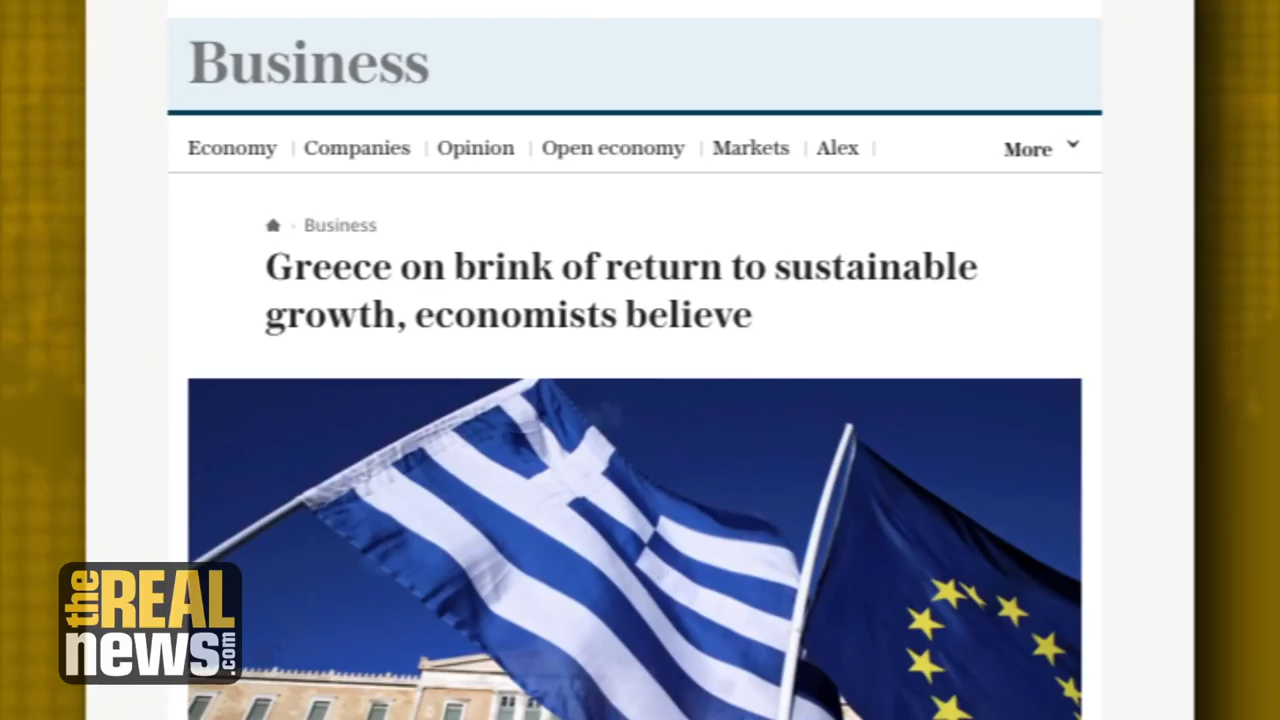 Business
Economy Companies Opinion Open economy Markets Alex More
Business
Greece on brink of return to sustainable
growth, economists believe
the REAL
news.com